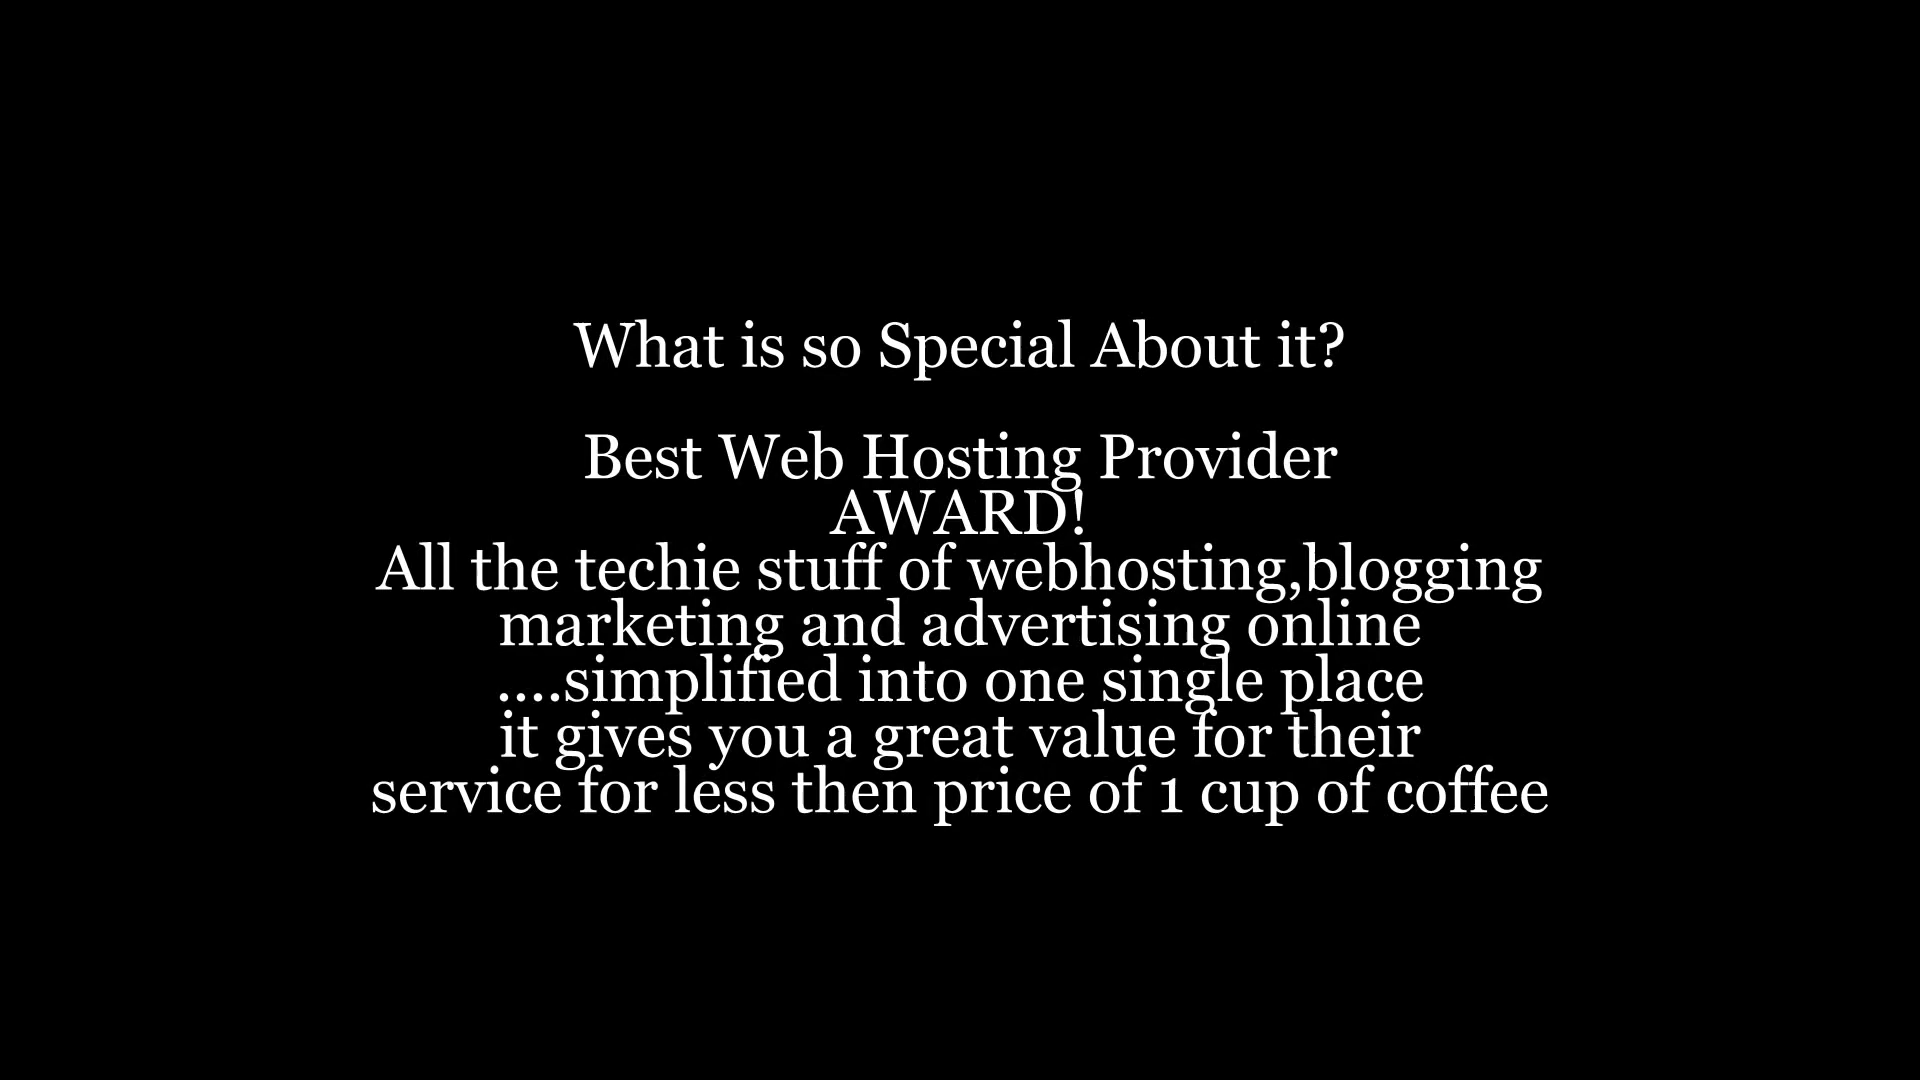 What is so Special About it?
Best Web Hosting Provider
AWARD!
All the techie stuff of webhosting,blogging
marketing and advertising online
....simplified into one single place
it gives you a great value for their
service for less then price of 1 cup of coffee